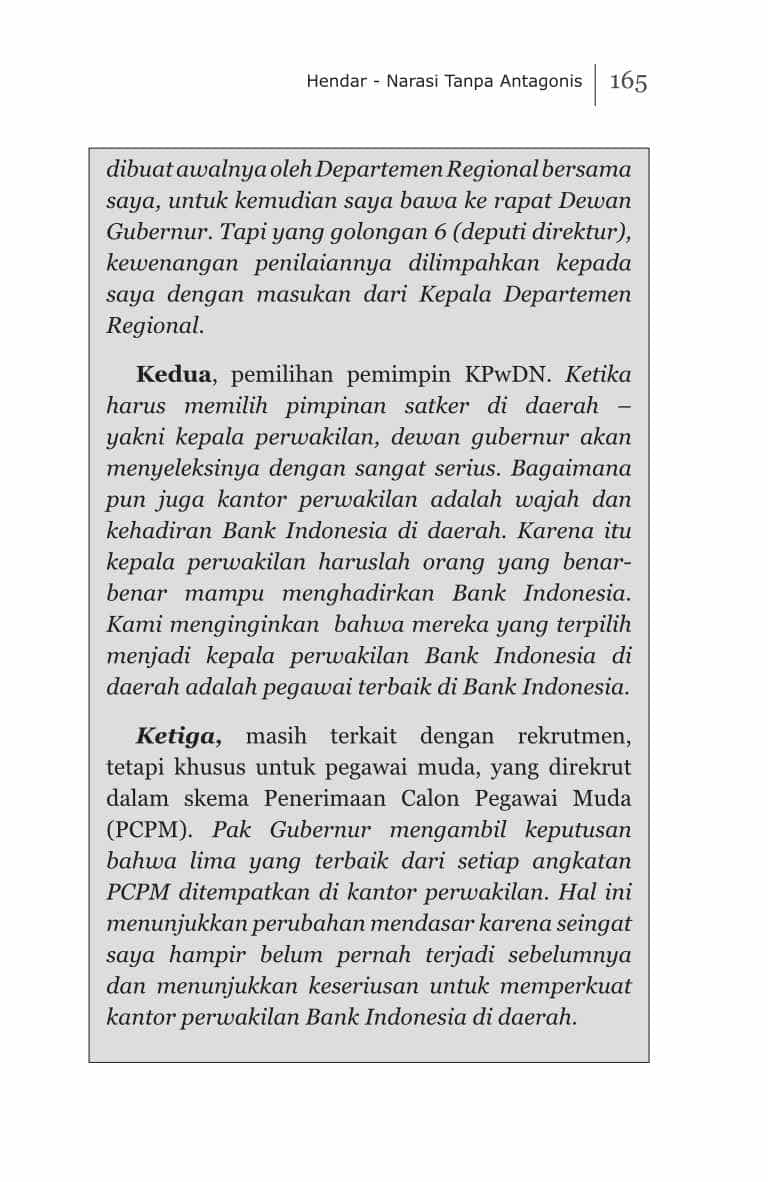 Hendar - Narasi Tanpa Antagonis 165
dibuat awalnya oleh Departemen Regional bersama
saya, untuk kemudian saya bawa ke rapat Dewan
Gubernur. Tapi yang golongan 6 (deputi direktur),
kewenangan penilaiannya dilimpahkan kepada
saya dengan masukan dari Kepala Departemen
Regional.
Kedua, pemilihan pemimpin KPwDN. Ketika
harus memilih pimpinan satker di daerah –
yakni kepala perwakilan, dewan gubernur akan
menyeleksinya dengan sangat serius. Bagaimana
pun juga kantor perwakilan adalah wajah dan
kehadiran Bank Indonesia di daerah. Karena itu
kepala perwakilan haruslah orang yang benar-
benar mampu menghadirkan Bank Indonesia.
Kami menginginkan bahwa mereka yang terpilih
menjadi kepala perwakilan Bank Indonesia di
daerah adalah pegawai terbaik di Bank Indonesia.
Ketiga, masih terkait dengan rekrutmen,
tetapi khusus untuk pegawai muda, yang direkrut
dalam skema Penerimaan Calon Pegawai Muda
(PCPM). Pak Gubernur mengambil keputusan
bahwa lima yang terbaik dari setiap angkatan
PCPM ditempatkan di kantor perwakilan. Hal ini
menunjukkan perubahan mendasar karena seingat
saya hampir belum pernah terjadi sebelumnya
dan menunjukkan keseriusan untuk memperkuat
kantor perwakilan Bank Indonesia di daerah.